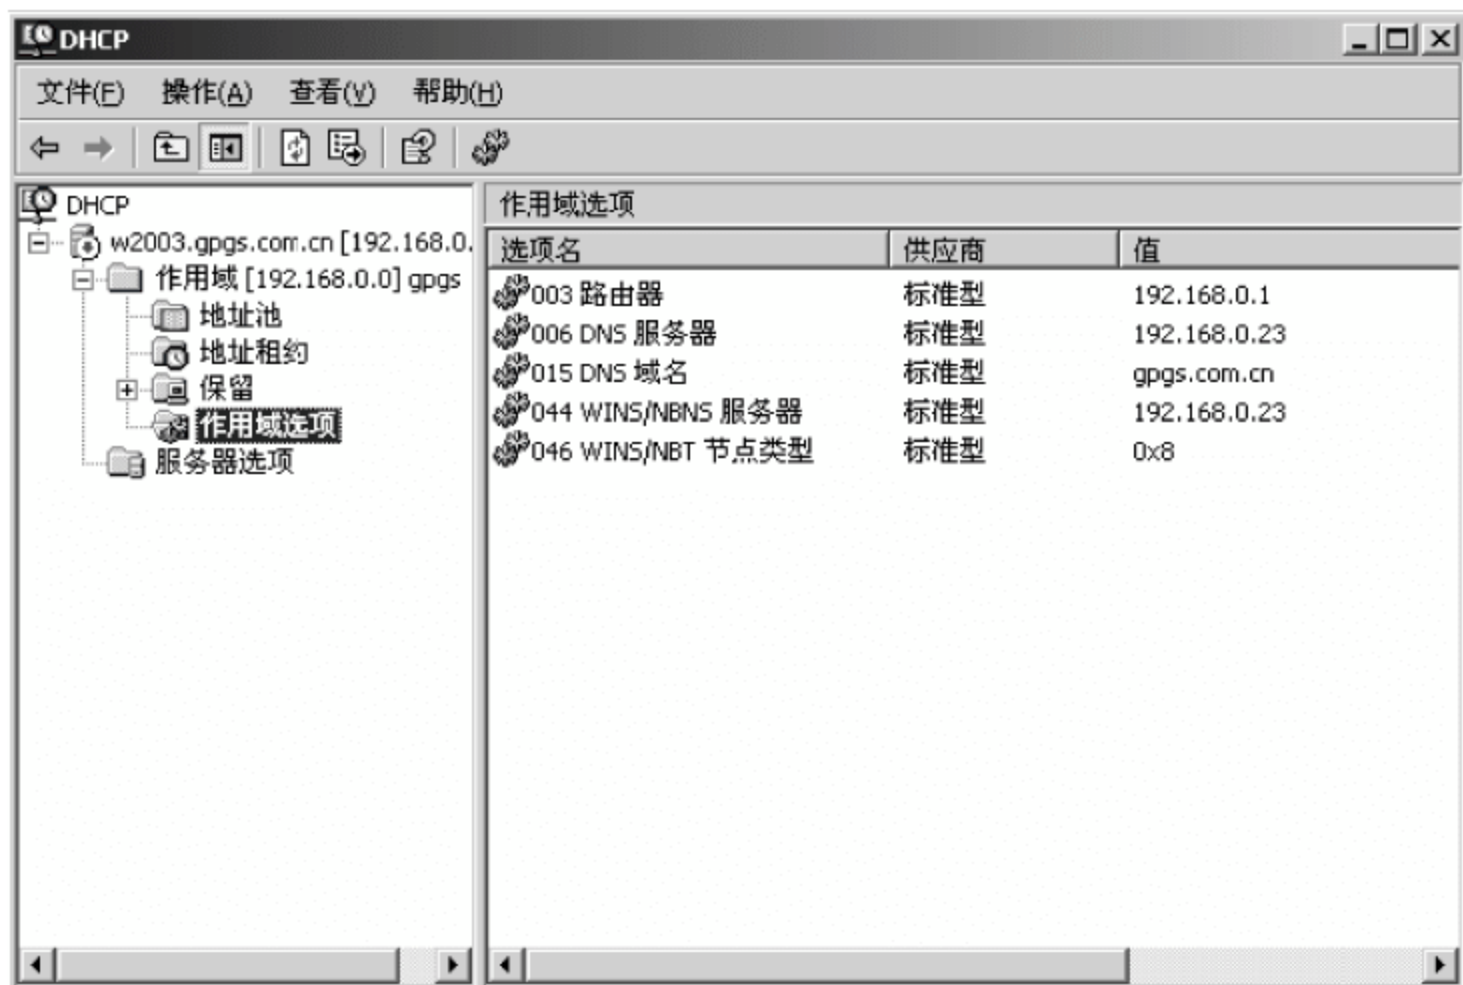 DHCP
文件(F) 操作(A) 查看(V) 帮助(H)
DHCP
w2003.gpgs.com.cn [192.168.0.
作用域 [192.168.0.0] gpgs
地址池
地址租约
保留
作用域选项
服务器选项
作用域选项
选项名 供应商 值
003 路由器 标准型 192.168.0.1
006 DNS 服务器 标准型 192.168.0.23
015 DNS 域名 标准型 gpgs.com.cn
044 WINS/NBNS 服务器 标准型 192.168.0.23
046 WINS/NBT 节点类型 标准型 0x8